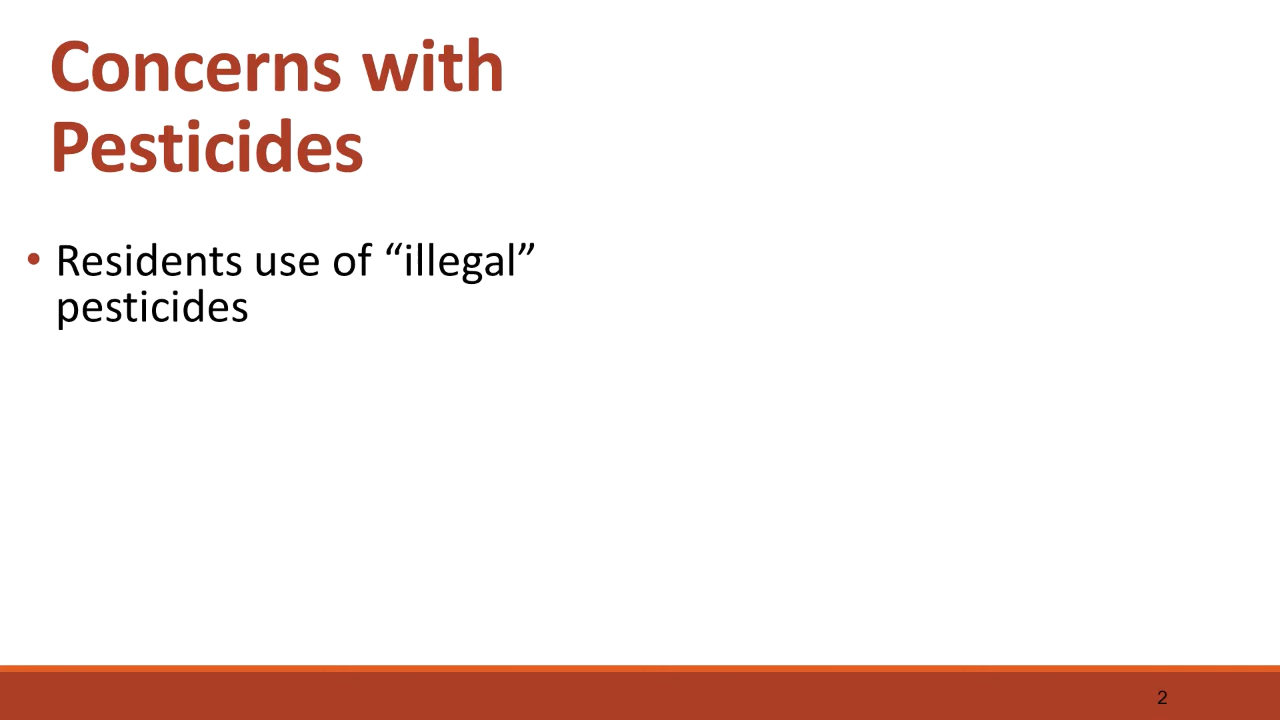 Concerns with
Pesticides
• Residents use of “illegal”
pesticides
2